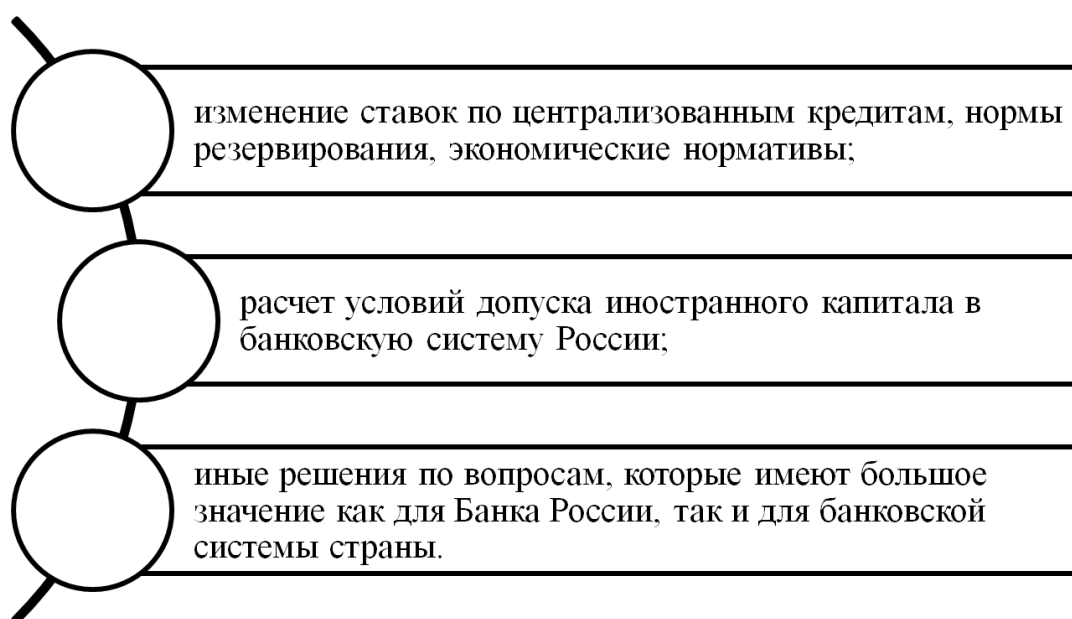 изменение ставок по централизованным кредитам, нормы
резервирования, экономические нормативы;
расчет условий допуска иностранного капитала в
банковскую систему России;
иные решения по вопросам, которые имеют большое
значение как для Банка России, так и для банковской
системы страны.